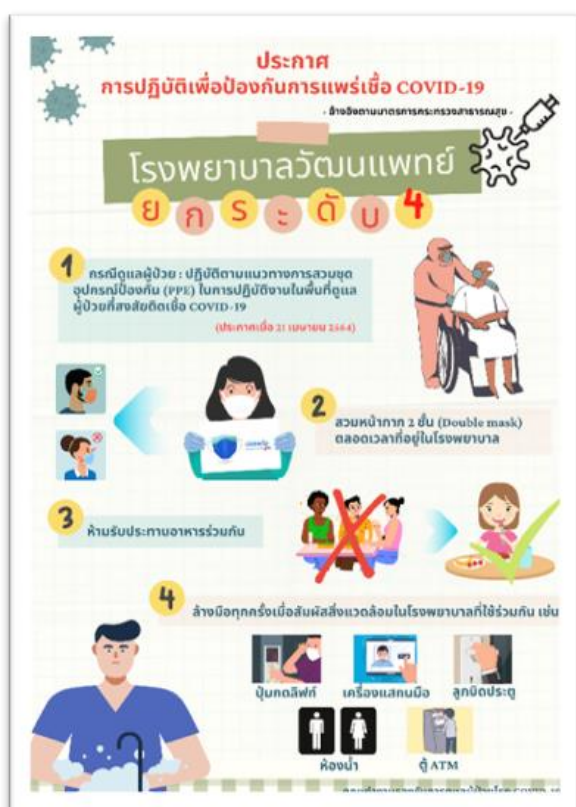 ประกาศ
การปฏิบัติเพื่อป้องกันการแพร่เชื้อ COVID-19
- อ้างอิงตามมาตรการกระทรวงสาธารณสุข -
โรงพยาบาลวัฒนแพทย์
ยกระดับ 4
1
กรณีดูแลผู้ป่วย : ปฏิบัติตามแนวทางการสวมชุด
อุปกรณ์ป้องกัน (PPE) ในการปฏิบัติงานในพื้นที่ดูแล
ผู้ป่วยที่สงสัยติดเชื้อ COVID-19
(ประกาศเมื่อ 21 เมษายน 2564)
2
สวมหน้ากาก 2 ชั้น (Double mask)
ตลอดเวลาที่อยู่ในโรงพยาบาล
3
ห้ามรับประทานอาหารร่วมกัน
4
ล้างมือทุกครั้งเมื่อสัมผัสสิ่งแวดล้อมในโรงพยาบาลที่ใช้ร่วมกัน เช่น
ปุ่มกดลิฟท์ เครื่องแสกนมือ ลูกบิดประตู
ห้องน้ำ ตู้ ATM